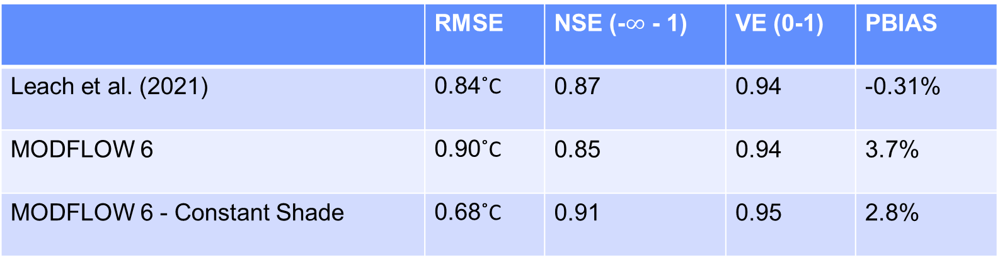 RMSE NSE (-∞ - 1) VE (0-1) PBIAS
Leach et al. (2021) 0.84˚C 0.87 0.94 -0.31%
MODFLOW 6 0.90˚C 0.85 0.94 3.7%
MODFLOW 6 - Constant Shade 0.68˚C 0.91 0.95 2.8%